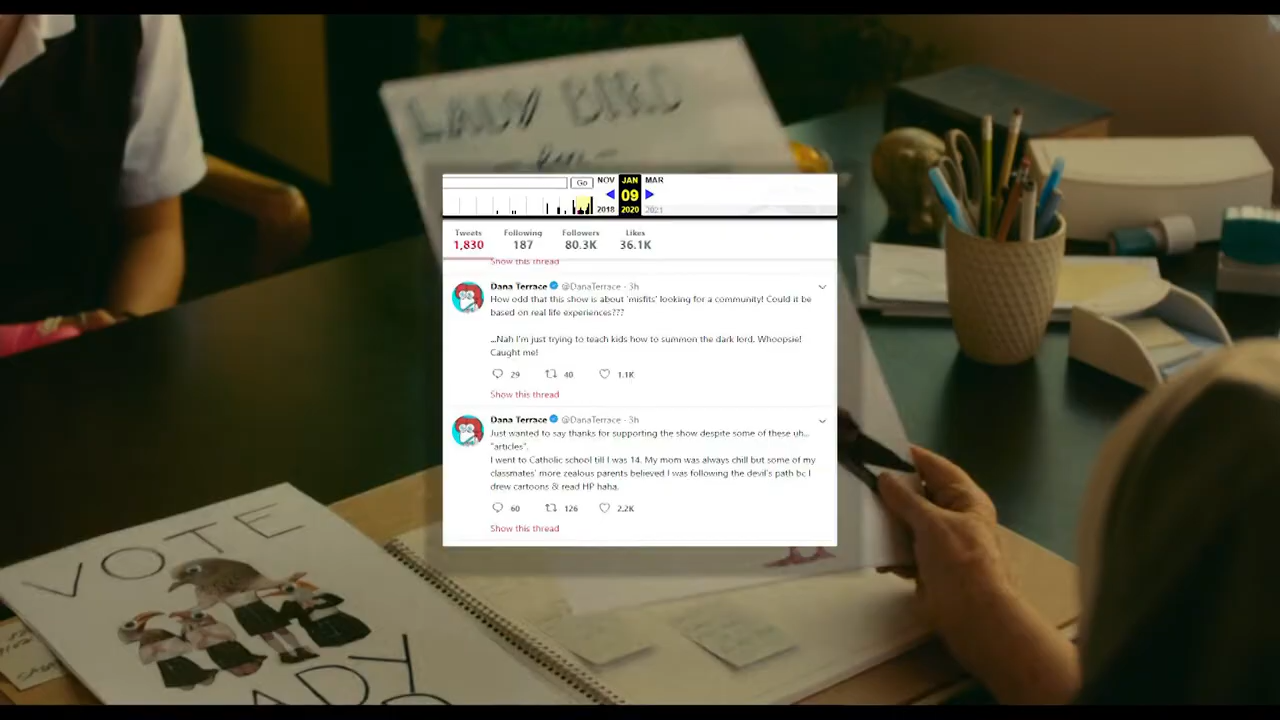 LADY BIRD
Go
NOV
JAN
MAR
09
2018
2020
2021
Tweets
Following
Followers
Likes
1,830
187
80.3K
36.1K
Show this thread
Dana Terrace @DanaTerrace · 3h
How odd that this show is about 'misfits' looking for a community! Could it be
based on real life experiences???
...Nah I'm just trying to teach kids how to summon the dark lord. Whoopsie!
Caught me!
29
40
1.1K
Show this thread
Dana Terrace @DanaTerrace · 3h
Just wanted to say thanks for supporting the show despite some of these uh...
"articles".
I went to Catholic school till I was 14. My mom was always chill but some of my
classmates' more zealous parents believed I was following the devil's path bc I
drew cartoons & read HP haha.
60
126
2.2K
Show this thread
VOTE
LADY